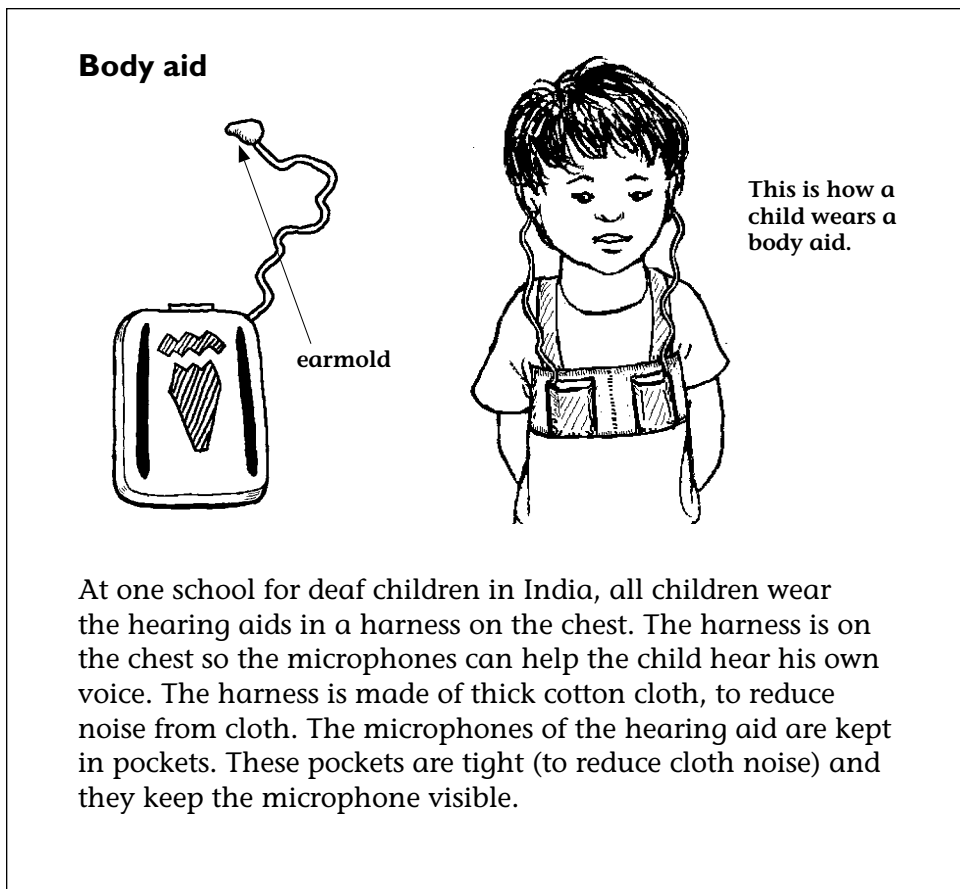 Body aid
earmold
This is how a
child wears a
body aid.
At one school for deaf children in India, all children wear
the hearing aids in a harness on the chest. The harness is on
the chest so the microphones can help the child hear his own
voice. The harness is made of thick cotton cloth, to reduce
noise from cloth. The microphones of the hearing aid are kept
in pockets. These pockets are tight (to reduce cloth noise) and
they keep the microphone visible.